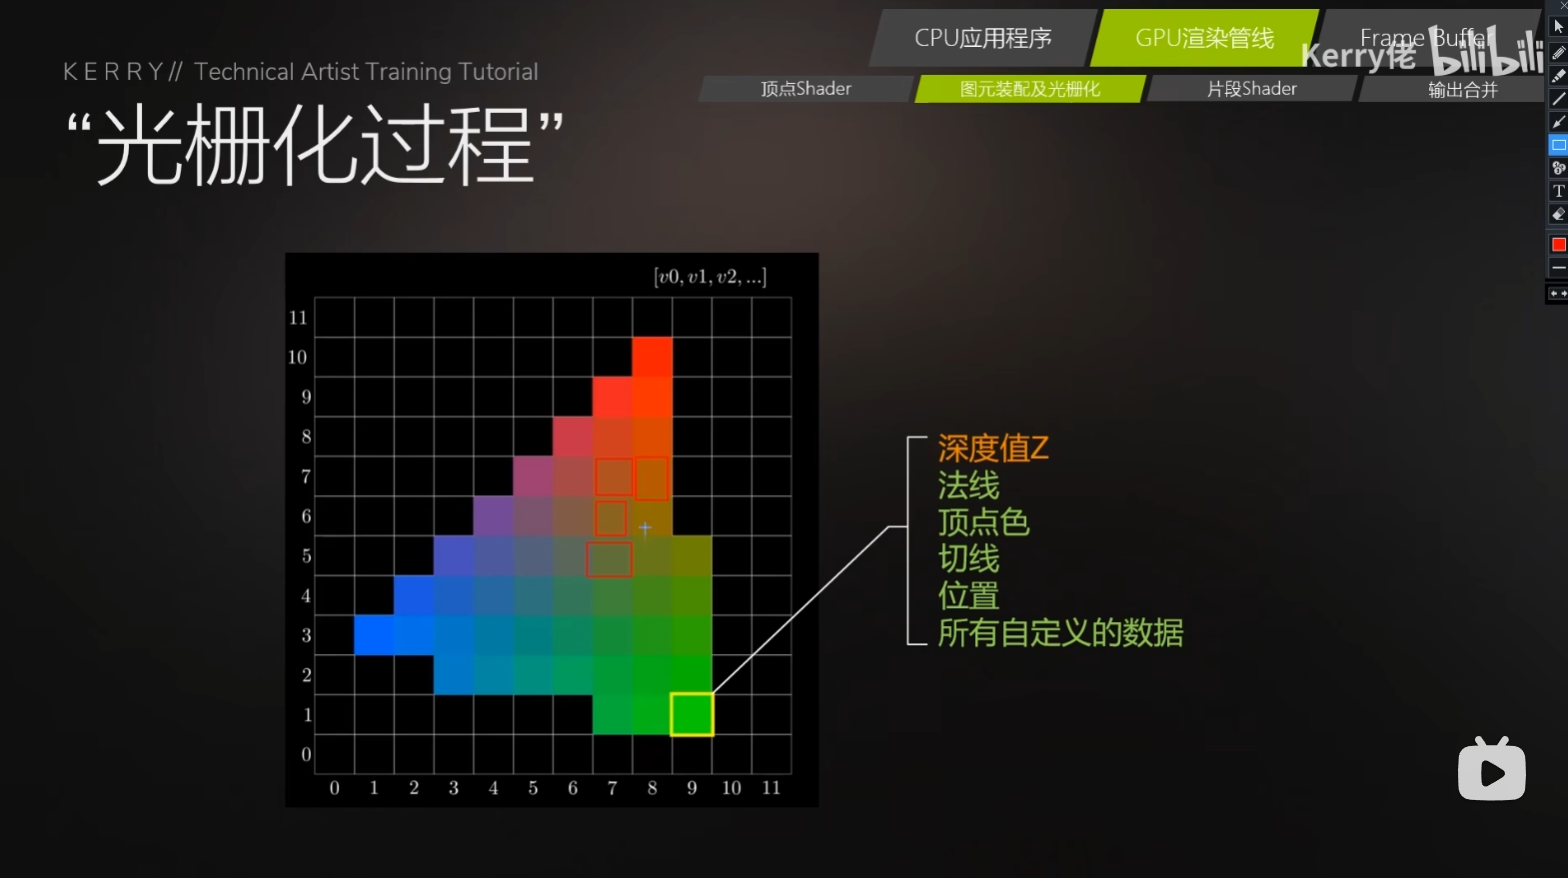 CPU应用程序
GPU渲染管线
Frame Buffer
Kerry佬 bilibili
KERRY// Technical Artist Training Tutorial
顶点Shader
图元装配及光栅化
片段Shader
输出合并
“光栅化过程”
[v0, v1, v2, ...]
11
10
9
8
7
6
5
4
3
2
1
0
0 1 2 3 4 5 6 7 8 9 10 11
深度值Z
法线
顶点色
切线
位置
所有自定义的数据
T